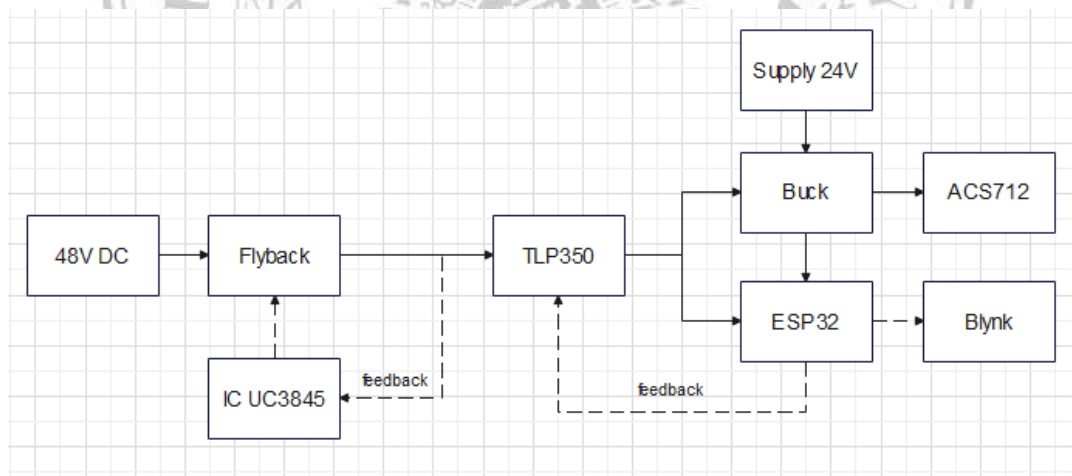 Supply 24V
Buck
ACS712
48V DC
Flyback
TLP350
ESP32
Blynk
IC UC3845
feedback
feedback